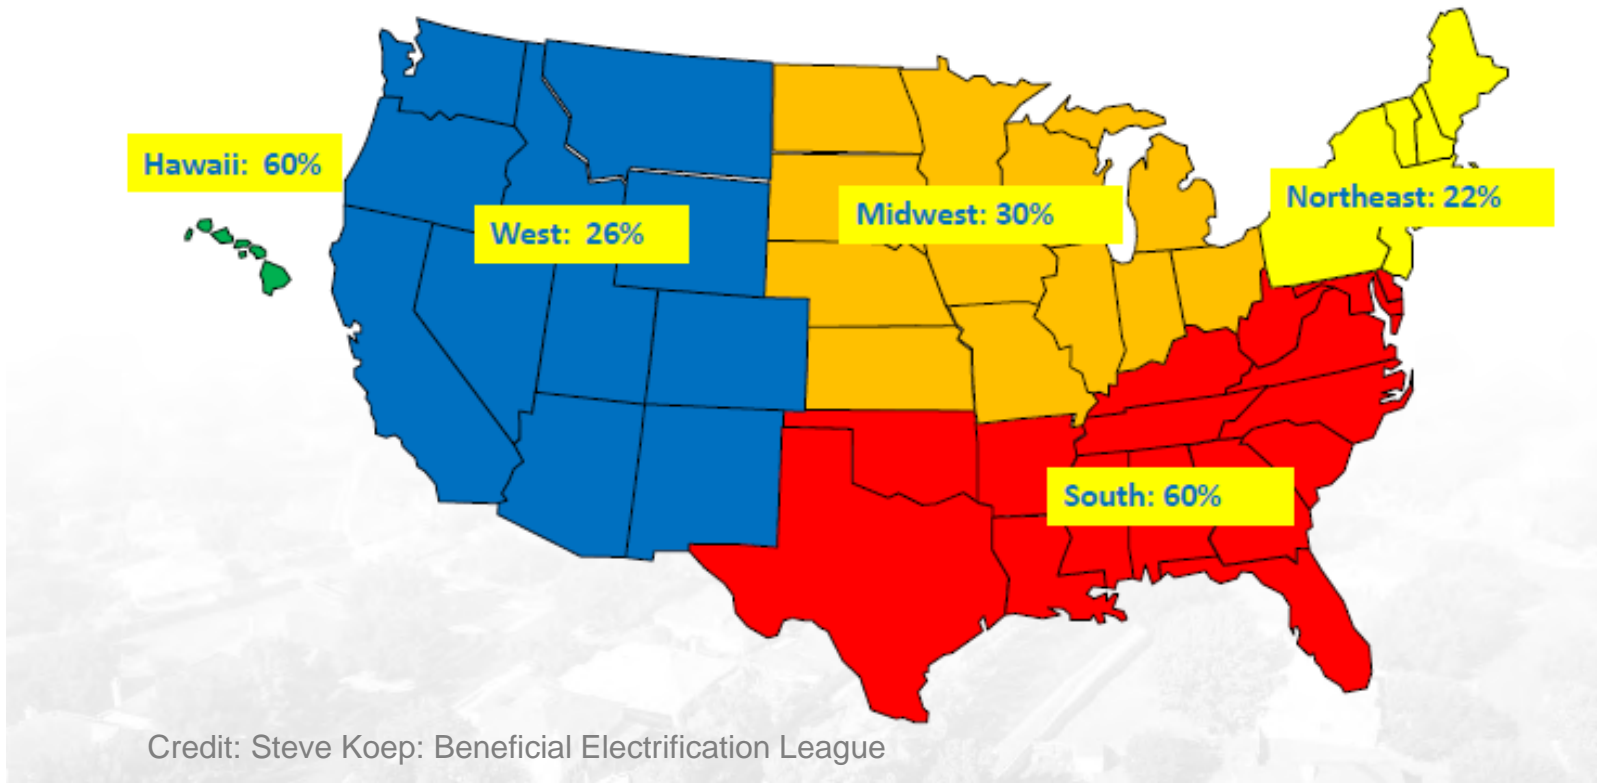 Hawaii: 60%
West: 26%
Midwest: 30%
Northeast: 22%
South: 60%
Credit: Steve Koep: Beneficial Electrification League